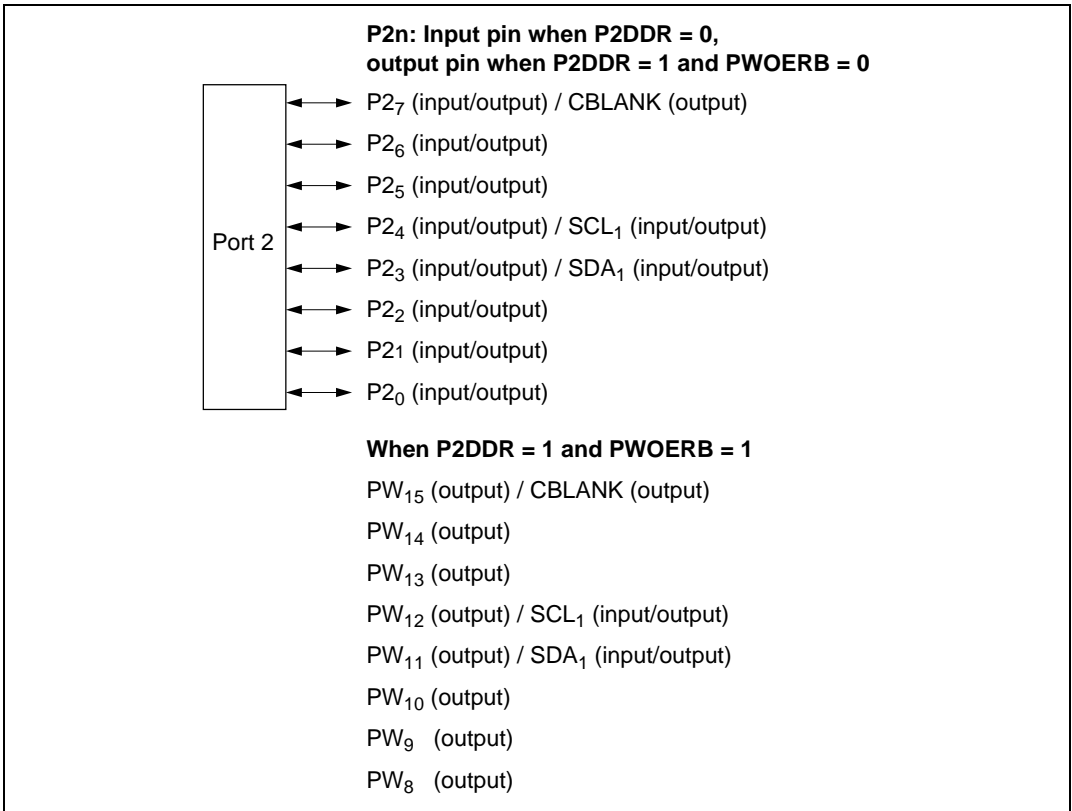 P2n: Input pin when P2DDR = 0,
output pin when P2DDR = 1 and PWOERB = 0
Port 2
P2₇ (input/output) / CBLANK (output)
P2₆ (input/output)
P2₅ (input/output)
P2₄ (input/output) / SCL₁ (input/output)
P2₃ (input/output) / SDA₁ (input/output)
P2₂ (input/output)
P21 (input/output)
P2₀ (input/output)
When P2DDR = 1 and PWOERB = 1
PW₁₅ (output) / CBLANK (output)
PW₁₄ (output)
PW₁₃ (output)
PW₁₂ (output) / SCL₁ (input/output)
PW₁₁ (output) / SDA₁ (input/output)
PW₁₀ (output)
PW₉ (output)
PW₈ (output)